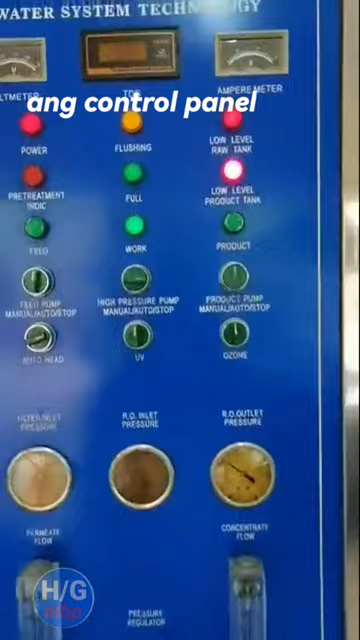 WATER SYSTEM TECHNOLOGY
LTMETER
TDS
AMPEREMETER
ang control panel
POWER
FLUSHING
LOW LEVEL
RAW TANK
PRETREATMENT
INDIC
FULL
LOW LEVEL
PRODUCT TANK
FEED
WORK
PRODUCT
FEED PUMP
MANUAL/AUTO/STOP
HIGH PRESSURE PUMP
MANUAL/AUTO/STOP
PRODUCT PUMP
MANUAL/AUTO/STOP
AUTO HEAD
UV
OZONE
FILTER INLET
PRESSURE
R.O. INLET
PRESSURE
R.O.OUTLET
PRESSURE
PERMEATE
FLOW
CONCENTRATE
FLOW
H/G
PRESSURE
REGULATOR